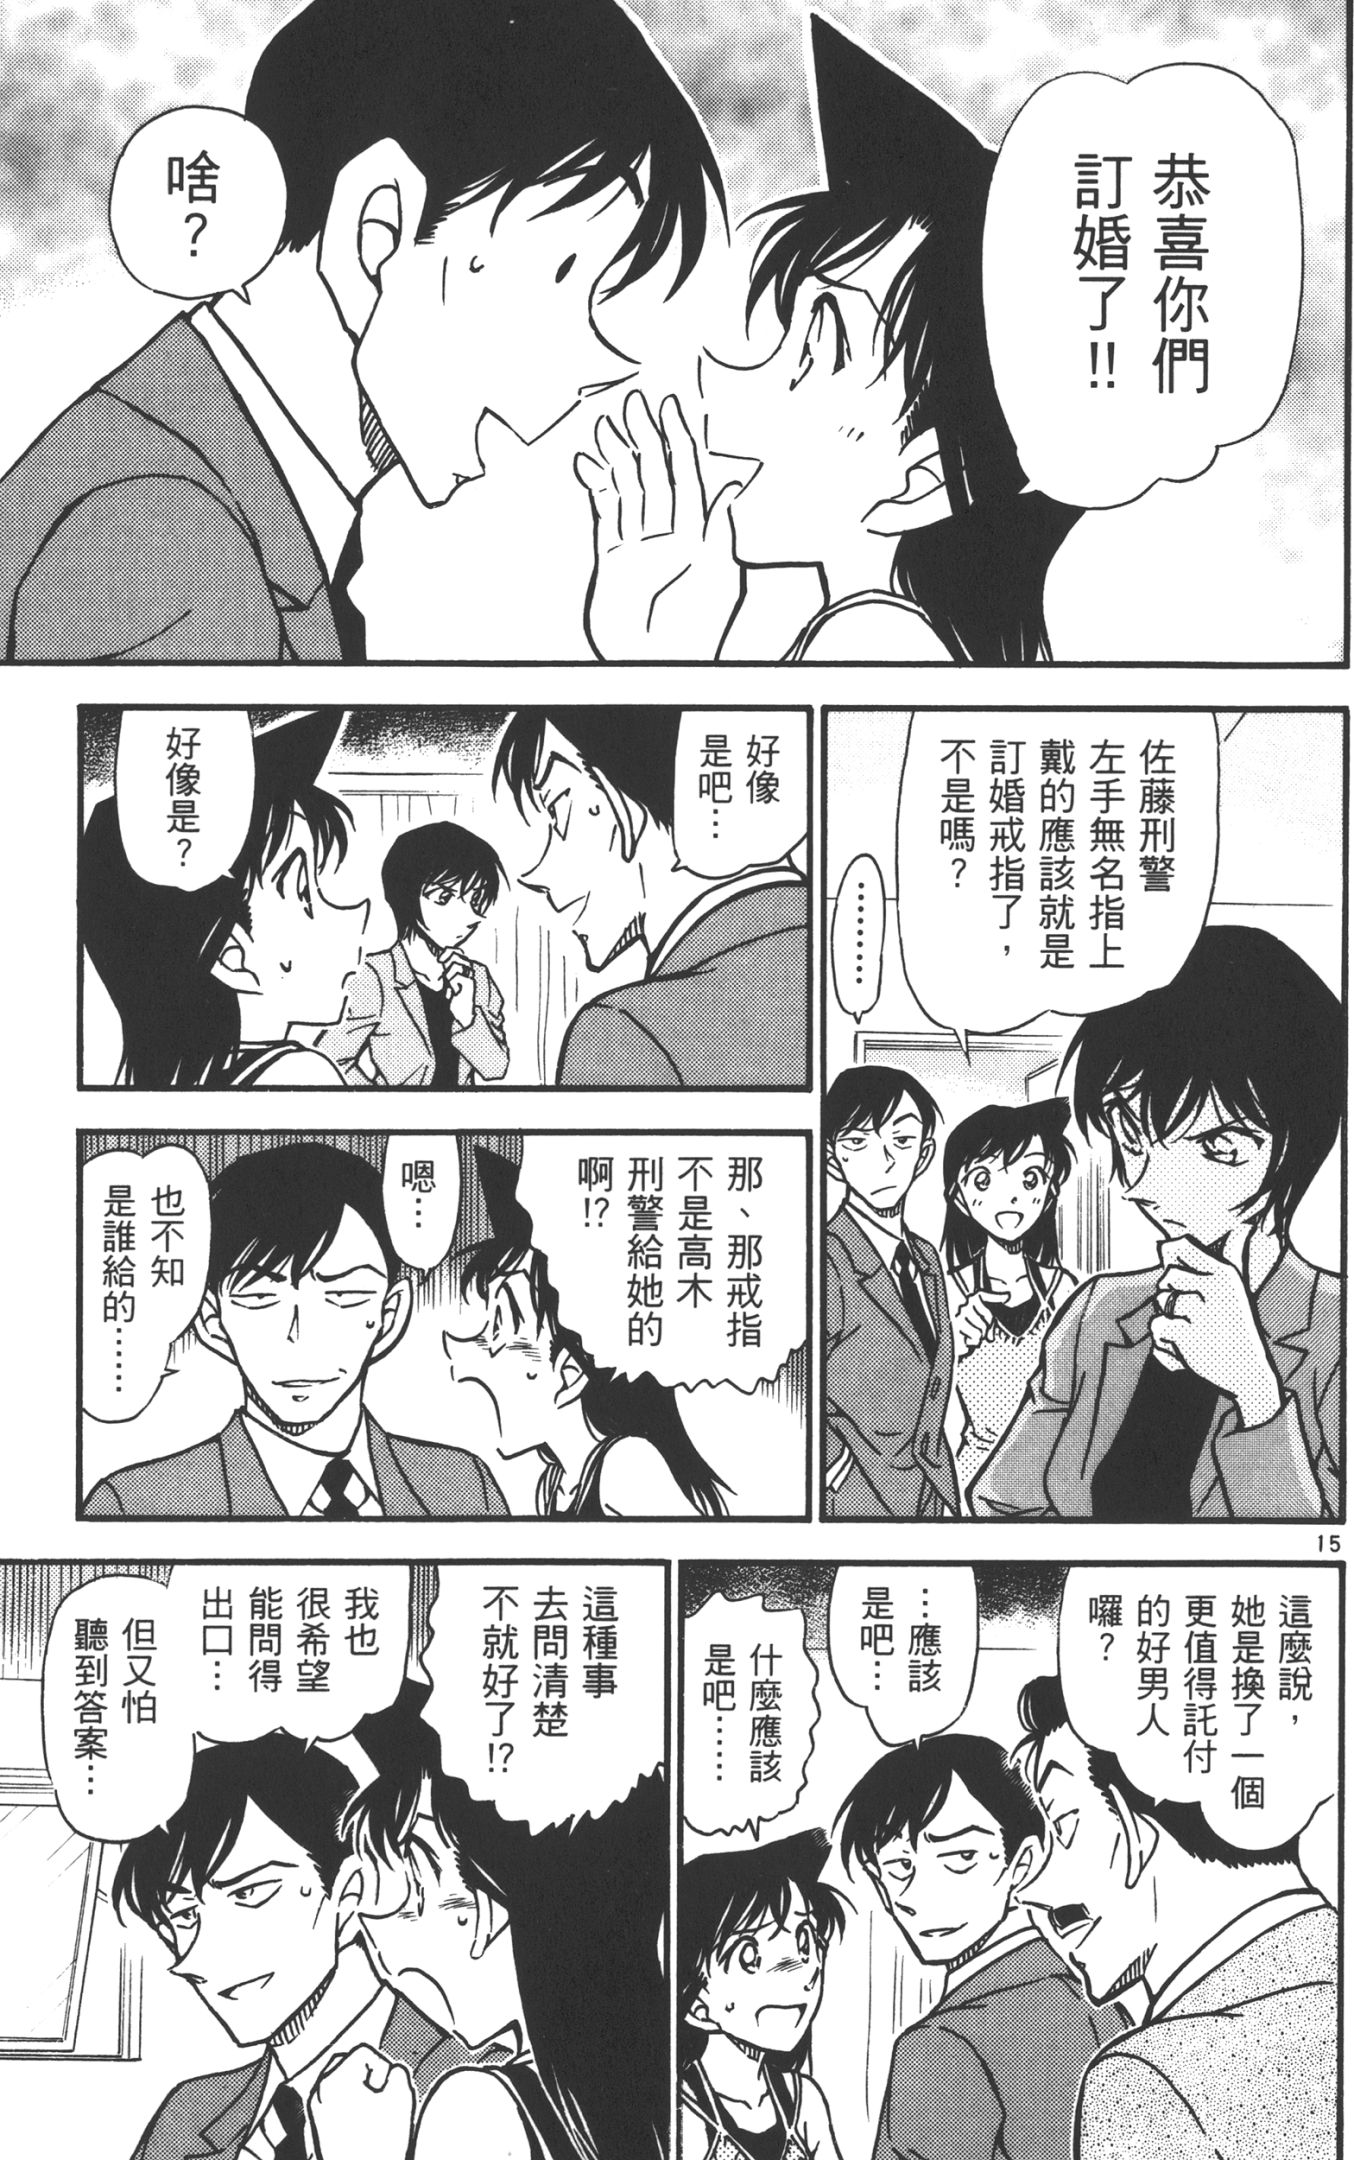 恭喜你們
訂婚了!!
啥?
佐藤刑警
左手無名指上
戴的應該就是
訂婚戒指了，
不是嗎?
………
好像
是吧…
好像是?
那、那戒指
不是高木
刑警給她的
啊!?
嗯…
也不知
是誰給的……
15
這麼說，
她是換了一個
更值得託付
的好男人
囉?
…應該
是吧…
什麼應該
是吧……
這種事
去問清楚
不就好了!?
我也
很希望
能問得
出口…
但又怕
聽到答案…